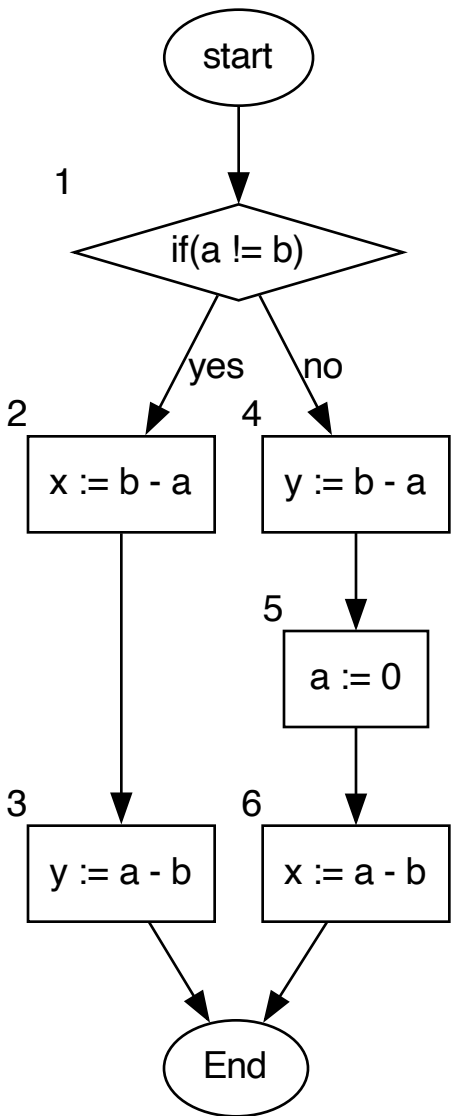 start
1
if(a != b)
yes
no
2
4
x := b - a
y := b - a
5
a := 0
3
6
y := a - b
x := a - b
End